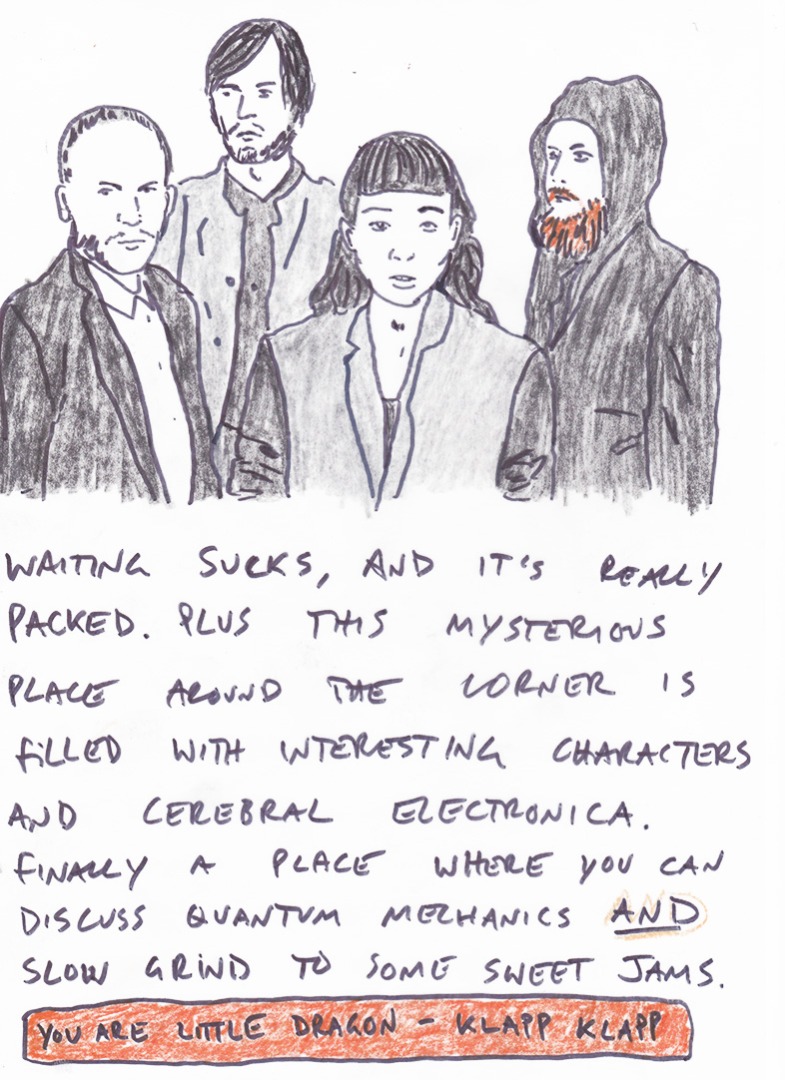 WAITING SUCKS, AND IT'S REALLY
PACKED. PLUS THIS MYSTERIOUS
PLACE AROUND THE CORNER IS
FILLED WITH INTERESTING CHARACTERS
AND CEREBRAL ELECTRONICA.
FINALLY A PLACE WHERE YOU CAN
DISCUSS QUANTUM MECHANICS AND
SLOW GRIND TO SOME SWEET JAMS.
YOU ARE LITTLE DRAGON - KLAPP KLAPP